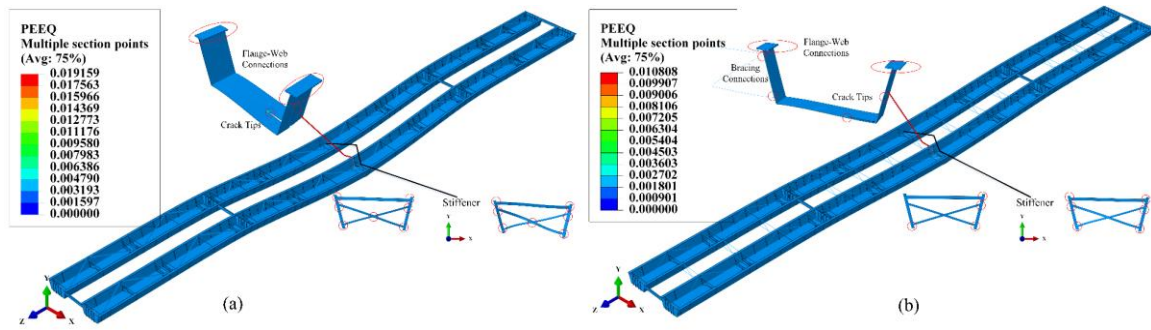 PEEQ
Multiple section points
(Avg: 75%)
0.019159
0.017563
0.015966
0.014369
0.012773
0.011176
0.009580
0.007983
0.006386
0.004790
0.003193
0.001597
0.000000
Flange-Web
Connections
Crack Tips
Stiffener
Y
X
Y
Z
X
(a)
PEEQ
Multiple section points
(Avg: 75%)
0.010808
0.009907
0.009006
0.008106
0.007205
0.006304
0.005404
0.004503
0.003603
0.002702
0.001801
0.000901
0.000000
Flange-Web
Connections
Bracing
Connections
Crack Tips
Stiffener
Y
X
Y
Z
X
(b)